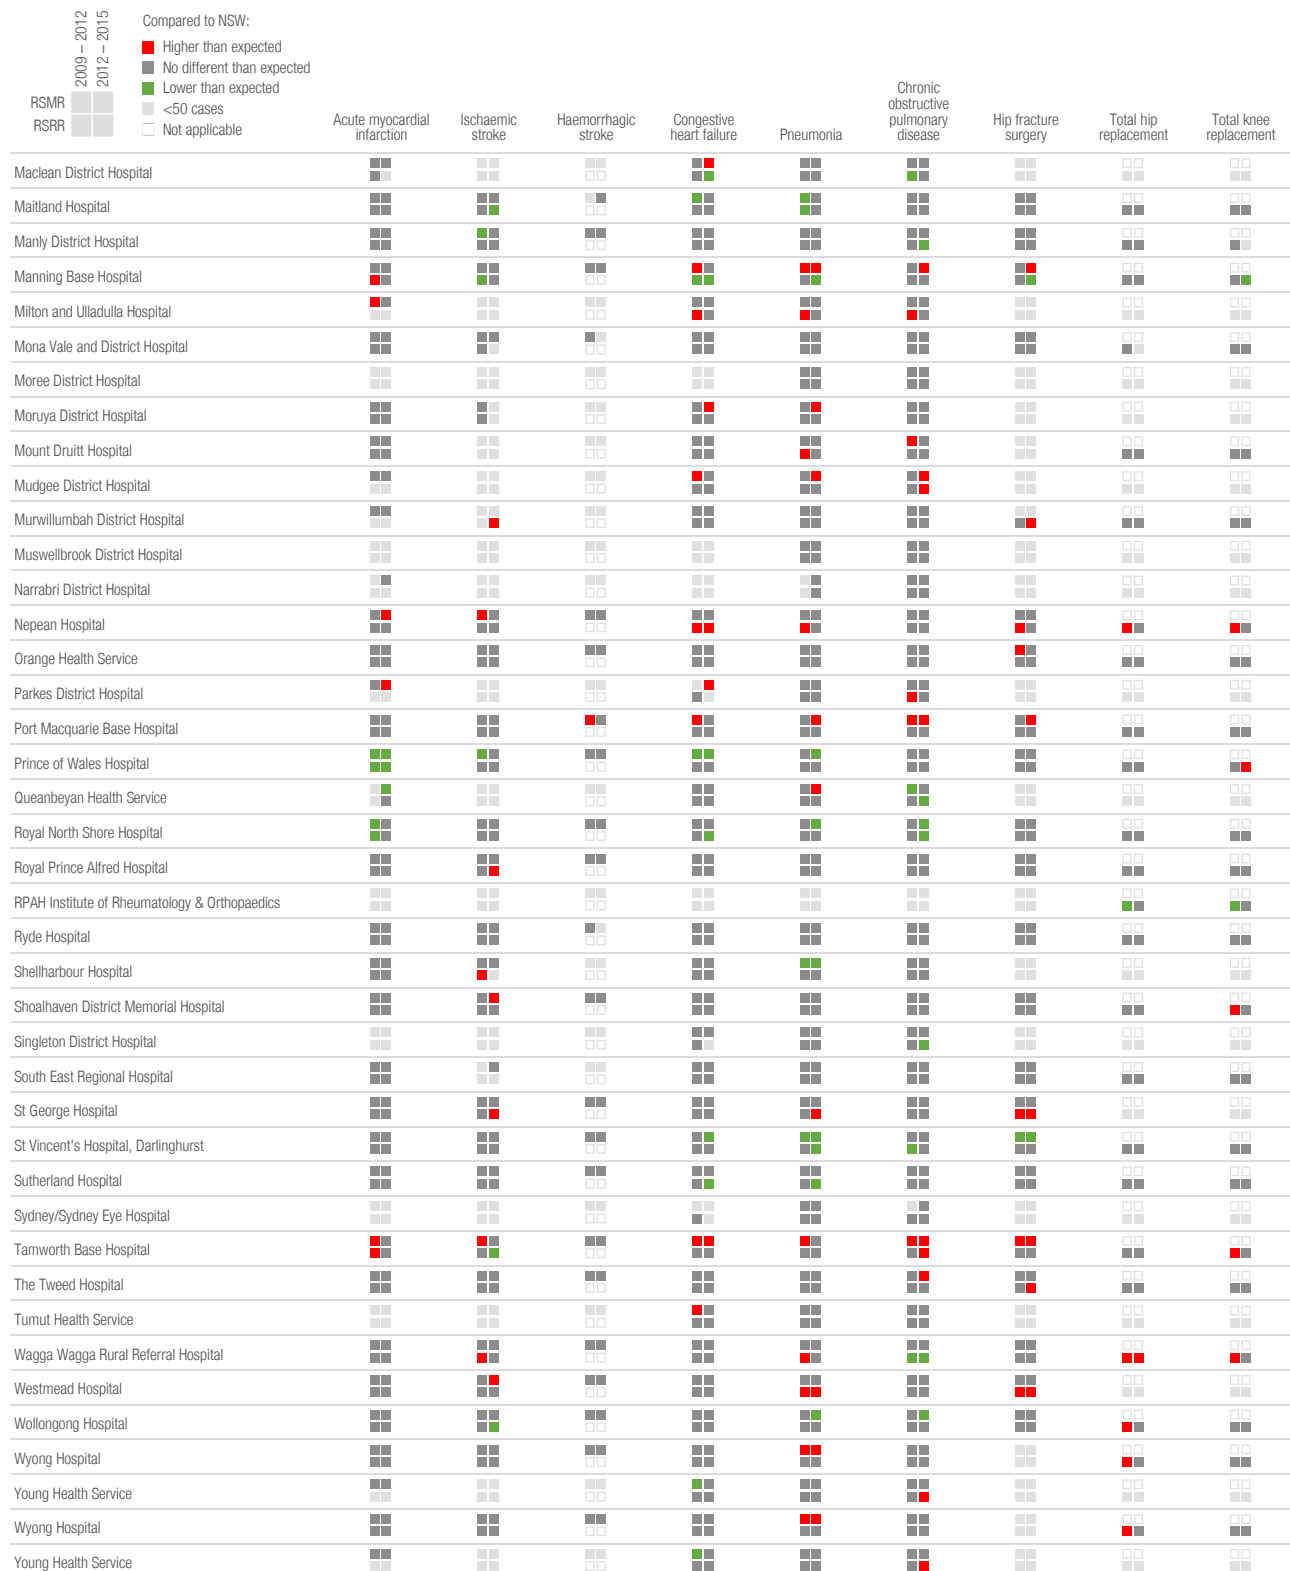 2009 – 2012
2012 – 2015
Compared to NSW:
Higher than expected
No different than expected
Lower than expected
<50 cases
Not applicable
RSMR
RSRR
Acute myocardial
infarction
Ischaemic
stroke
Haemorrhagic
stroke
Congestive
heart failure
Pneumonia
Chronic
obstructive
pulmonary
disease
Hip fracture
surgery
Total hip
replacement
Total knee
replacement
Maclean District Hospital
Maitland Hospital
Manly District Hospital
Manning Base Hospital
Milton and Ulladulla Hospital
Mona Vale and District Hospital
Moree District Hospital
Moruya District Hospital
Mount Druitt Hospital
Mudgee District Hospital
Murwillumbah District Hospital
Muswellbrook District Hospital
Narrabri District Hospital
Nepean Hospital
Orange Health Service
Parkes District Hospital
Port Macquarie Base Hospital
Prince of Wales Hospital
Queanbeyan Health Service
Royal North Shore Hospital
Royal Prince Alfred Hospital
RPAH Institute of Rheumatology & Orthopaedics
Ryde Hospital
Shellharbour Hospital
Shoalhaven District Memorial Hospital
Singleton District Hospital
South East Regional Hospital
St George Hospital
St Vincent's Hospital, Darlinghurst
Sutherland Hospital
Sydney/Sydney Eye Hospital
Tamworth Base Hospital
The Tweed Hospital
Tumut Health Service
Wagga Wagga Rural Referral Hospital
Westmead Hospital
Wollongong Hospital
Wyong Hospital
Young Health Service
Wyong Hospital
Young Health Service